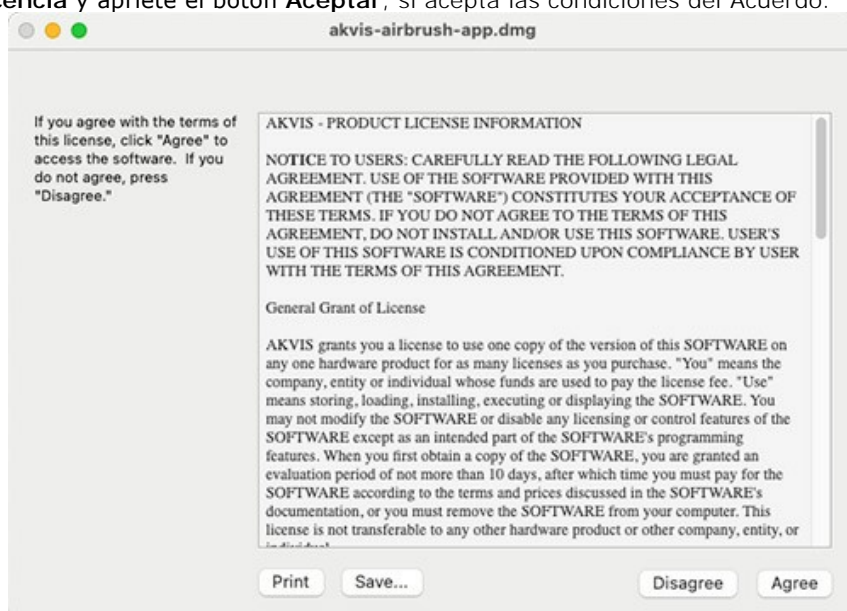 cencia y apriete el botón Aceptar, si acepta las condiciones del Acuerdo.
akvis-airbrush-app.dmg
If you agree with the terms of
this license, click "Agree" to
access the software. If you
do not agree, press
"Disagree."
AKVIS - PRODUCT LICENSE INFORMATION
NOTICE TO USERS: CAREFULLY READ THE FOLLOWING LEGAL
AGREEMENT. USE OF THE SOFTWARE PROVIDED WITH THIS
AGREEMENT (THE "SOFTWARE") CONSTITUTES YOUR ACCEPTANCE OF
THESE TERMS. IF YOU DO NOT AGREE TO THE TERMS OF THIS
AGREEMENT, DO NOT INSTALL AND/OR USE THIS SOFTWARE. USER'S
USE OF THIS SOFTWARE IS CONDITIONED UPON COMPLIANCE BY USER
WITH THE TERMS OF THIS AGREEMENT.
General Grant of License
AKVIS grants you a license to use one copy of the version of this SOFTWARE on
any one hardware product for as many licenses as you purchase. "You" means the
company, entity or individual whose funds are used to pay the license fee. "Use"
means storing, loading, installing, executing or displaying the SOFTWARE. You
may not modify the SOFTWARE or disable any licensing or control features of the
SOFTWARE except as an intended part of the SOFTWARE's programming
features. When you first obtain a copy of the SOFTWARE, you are granted an
evaluation period of not more than 10 days, after which time you must pay for the
SOFTWARE according to the terms and prices discussed in the SOFTWARE's
documentation, or you must remove the SOFTWARE from your computer. This
license is not transferable to any other hardware product or other company, entity, or
Print Save... Disagree Agree